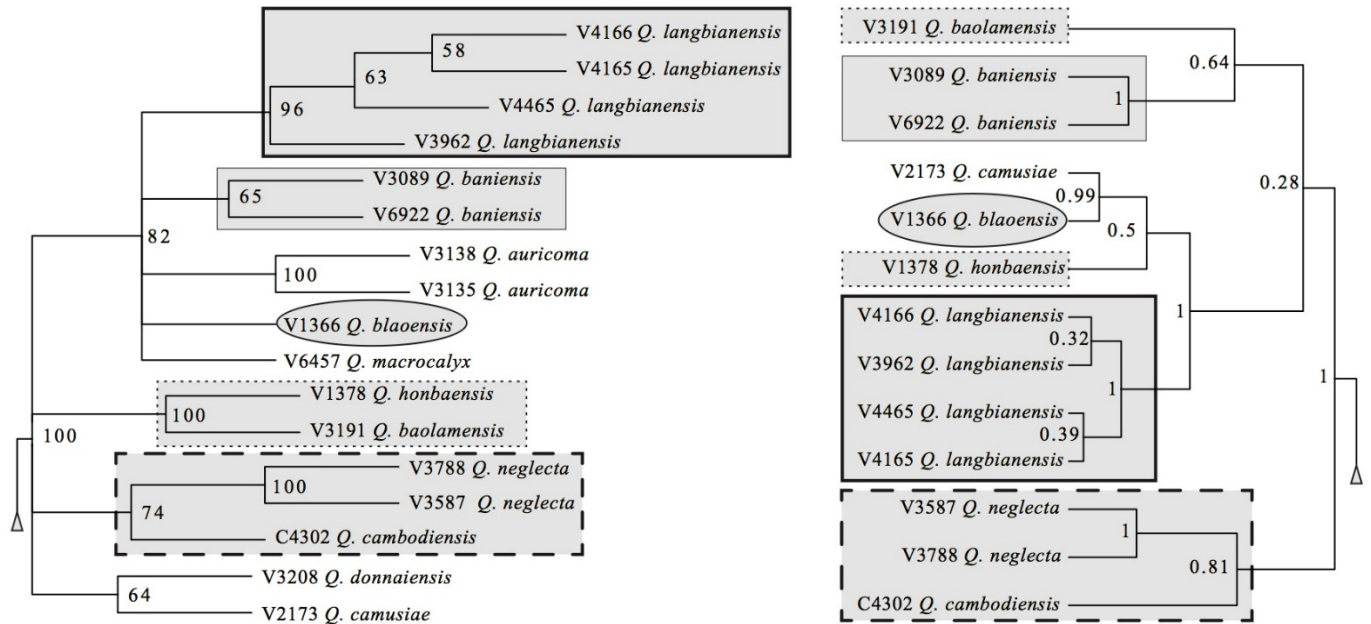 V4166 Q. langbianensis
58
V4165 Q. langbianensis
63
V4465 Q. langbianensis
96
V3962 Q. langbianensis
V3089 Q. baniensis
65
V6922 Q. baniensis
82
V3138 Q. auricoma
100
V3135 Q. auricoma
V1366 Q. blaoensis
V6457 Q. macrocalyx
V1378 Q. honbaensis
100
V3191 Q. baolamensis
100
V3788 Q. neglecta
100
V3587 Q. neglecta
74
C4302 Q. cambodiensis
V3208 Q. donnaiensis
64
V2173 Q. camusiae
V3191 Q. baolamensis
0.64
V3089 Q. baniensis
1
V6922 Q. baniensis
V2173 Q. camusiae
0.28
0.99
V1366 Q. blaoensis
0.5
V1378 Q. honbaensis
1
V4166 Q. langbianensis
0.32
V3962 Q. langbianensis
1
1
V4465 Q. langbianensis
0.39
V4165 Q. langbianensis
V3587 Q. neglecta
1
V3788 Q. neglecta
0.81
C4302 Q. cambodiensis